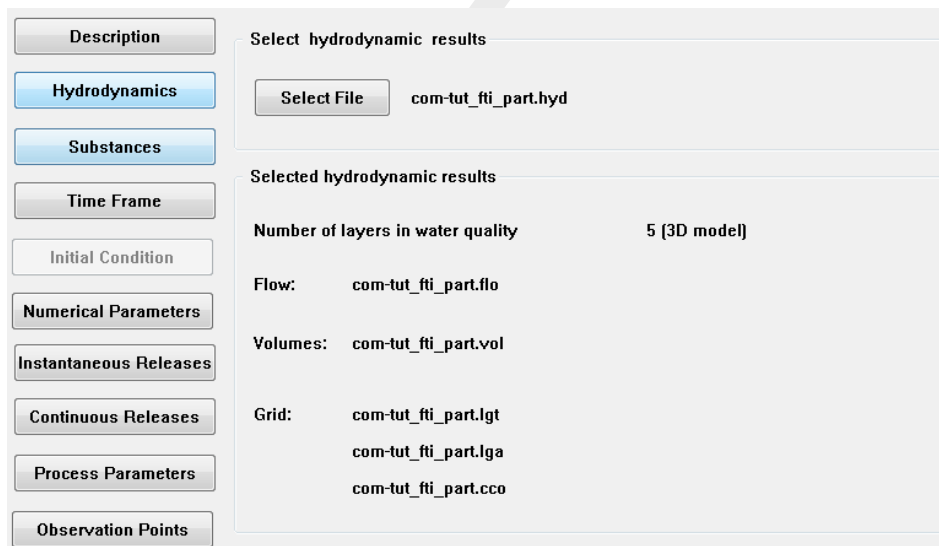 Description
Hydrodynamics
Substances
Time Frame
Initial Condition
Numerical Parameters
Instantaneous Releases
Continuous Releases
Process Parameters
Observation Points
Select hydrodynamic results
Select File com-tut_fti_part.hyd
Selected hydrodynamic results
Number of layers in water quality 5 (3D model)
Flow: com-tut_fti_part.flo
Volumes: com-tut_fti_part.vol
Grid: com-tut_fti_part.lgt
com-tut_fti_part.lga
com-tut_fti_part.cco